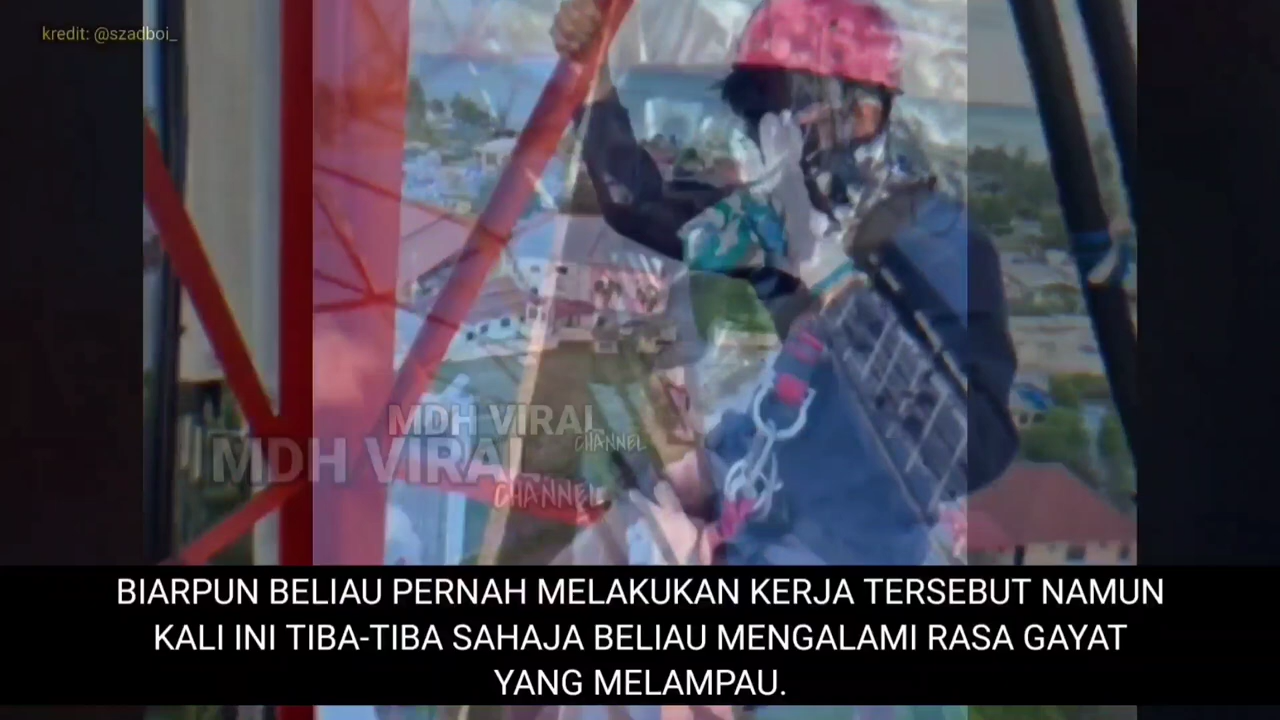 kredit: @szadboi_
MDH VIRAL
CHANNEL
MDH VIRAL
CHANNEL
BIARPUN BELIAU PERNAH MELAKUKAN KERJA TERSEBUT NAMUN
KALI INI TIBA-TIBA SAHAJA BELIAU MENGALAMI RASA GAYAT
YANG MELAMPAU.